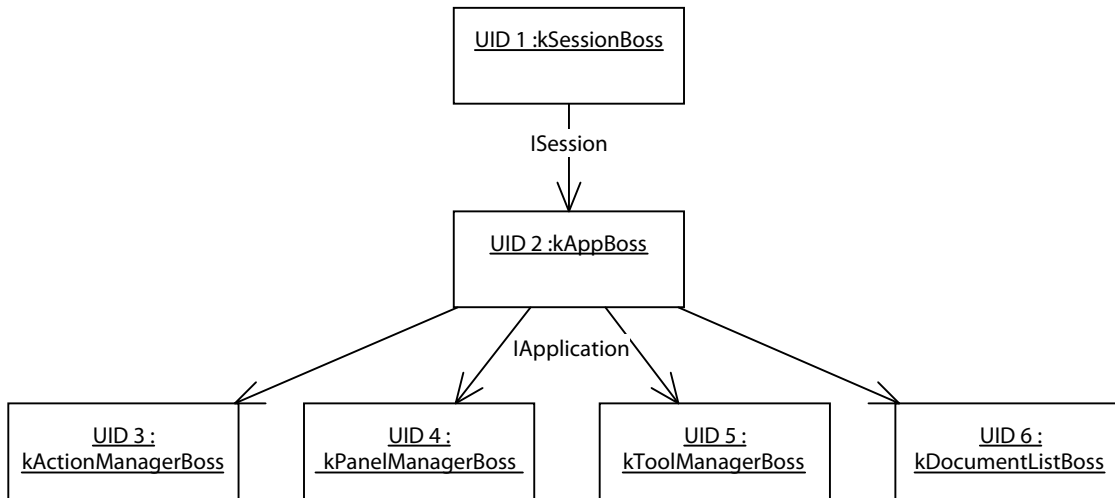 UID 1 :kSessionBoss
ISession
UID 2 :kAppBoss
IApplication
UID 3 :
kActionManagerBoss
UID 4 :
kPanelManagerBoss
UID 5 :
kToolManagerBoss
UID 6 :
kDocumentListBoss